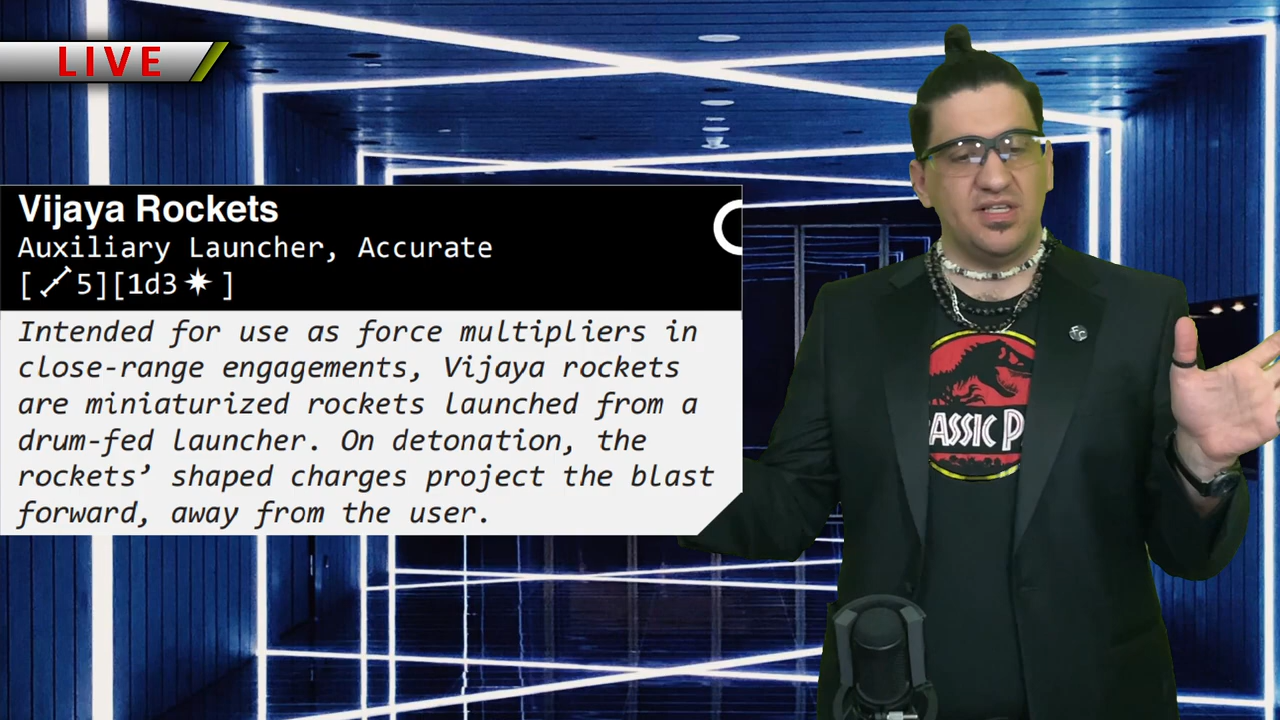 LIVE
Vijaya Rockets
Auxiliary Launcher, Accurate
[ 5][1d3 ]
Intended for use as force multipliers in
close-range engagements, Vijaya rockets
are miniaturized rockets launched from a
drum-fed launcher. On detonation, the
rockets’ shaped charges project the blast
forward, away from the user.
ASSIC P